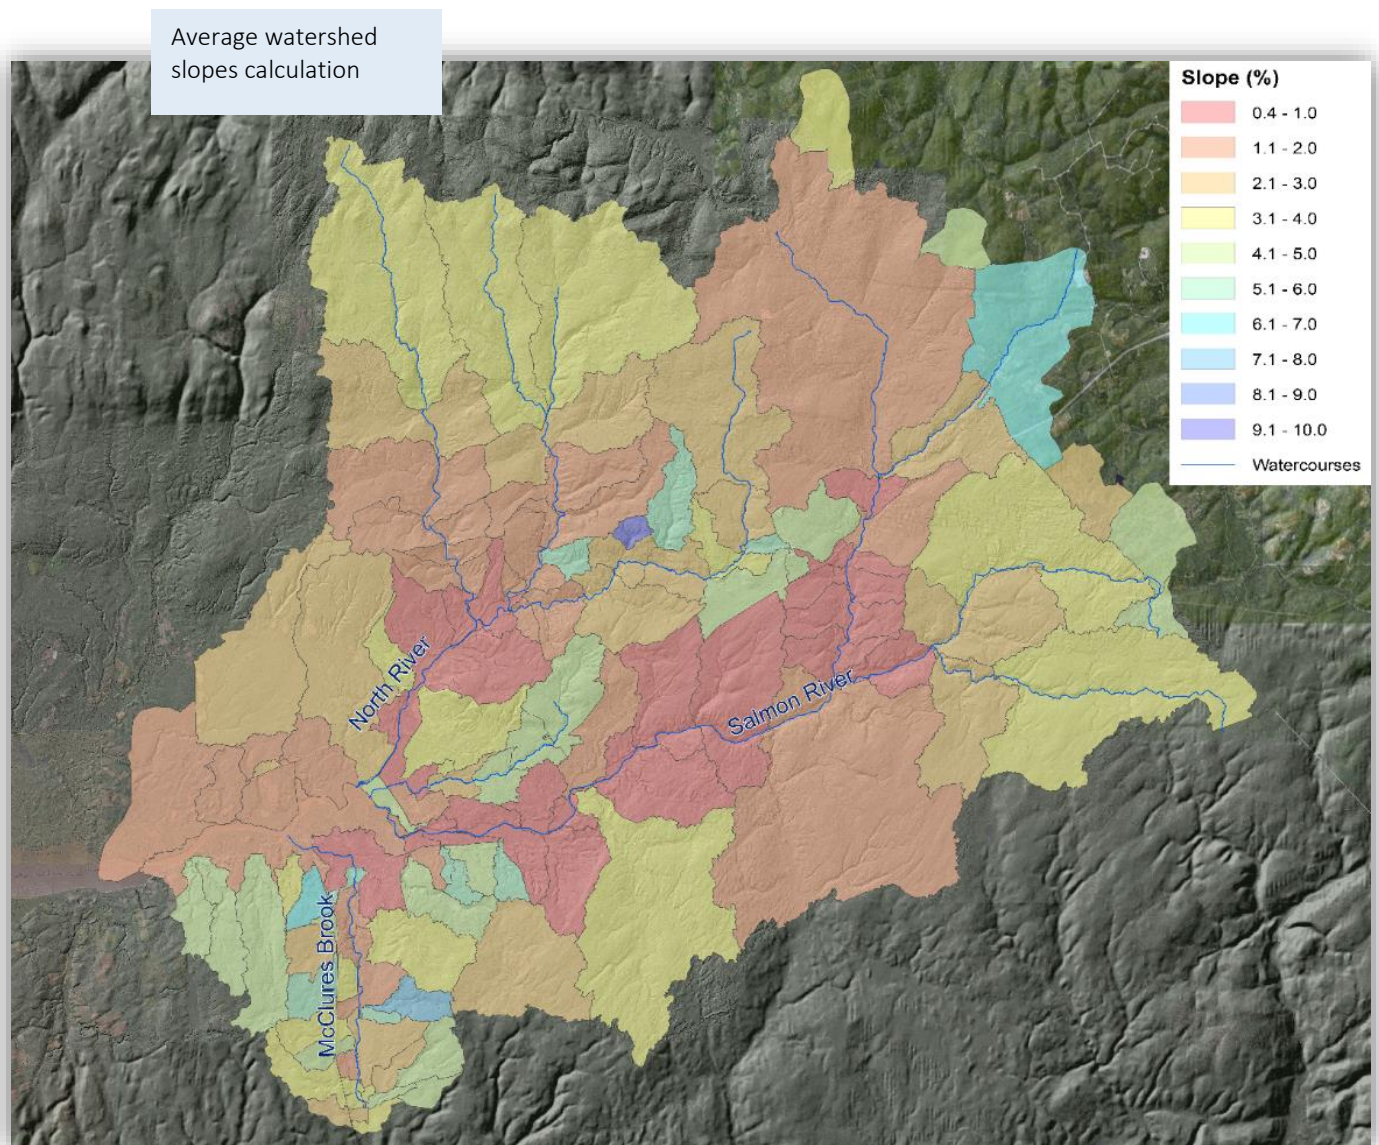 Average watershed
slopes calculation
Slope (%)
0.4 - 1.0
1.1 - 2.0
2.1 - 3.0
3.1 - 4.0
4.1 - 5.0
5.1 - 6.0
6.1 - 7.0
7.1 - 8.0
8.1 - 9.0
9.1 - 10.0
Watercourses
North River
Salmon River
McClures Brook